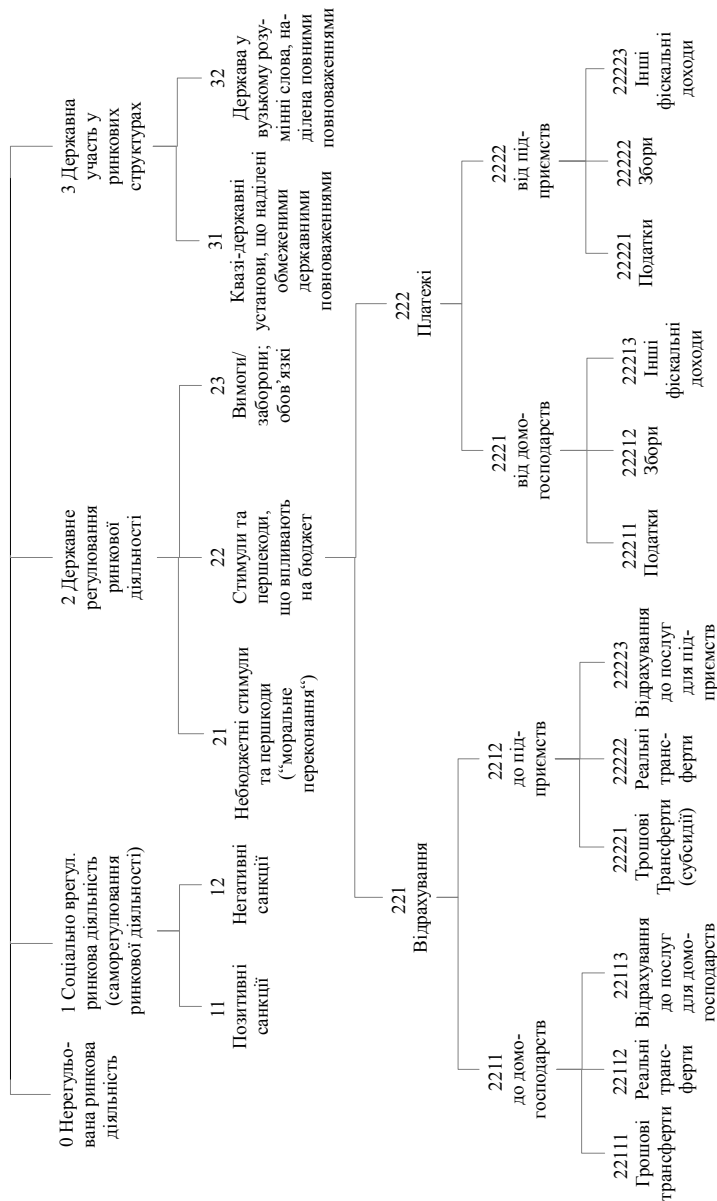 0 Нерегульо-
вана ринкова
діяльність
1 Соціально врегул.
ринкова діяльність
(саморегулювання
ринкової діяльності)
2 Державне
регулювання
ринкової
діяльності
3 Державна
участь у
ринкових
структурах
11
Позитивні
санкції
12
Негативні
санкції
21
Небюджетні стимули
та першкоди
(“моральне
переконання“)
22
Стимули та
першекоди,
що впливають
на бюджет
23
Вимоги/
заборони;
обов’язкі
31
Квазі-державні
установи, що наділені
обмеженими
державними
повноваженнями
32
Держава у
вузькому розу-
мінні слова, на-
ділена повними
повноваженнями
221
Відрахування
222
Платежі
2211
до домо-
господарств
2212
до під-
приємств
2221
від домо-
господарств
2222
від під-
приємств
22111
Грошові
трансферти
22112
Реальні
транс-
ферти
22113
Відрахування
до послуг
для домо-
господарств
22221
Трошові
Трансферти
(субсидії)
22222
Реальні
транс-
ферти
22223
Відрахування
до послуг
для під-
приємств
22211
Податки
22212
Збори
22213
Інші
фіскальні
доходи
22221
Податки
22222
Збори
22223
Інші
фіскальні
доходи